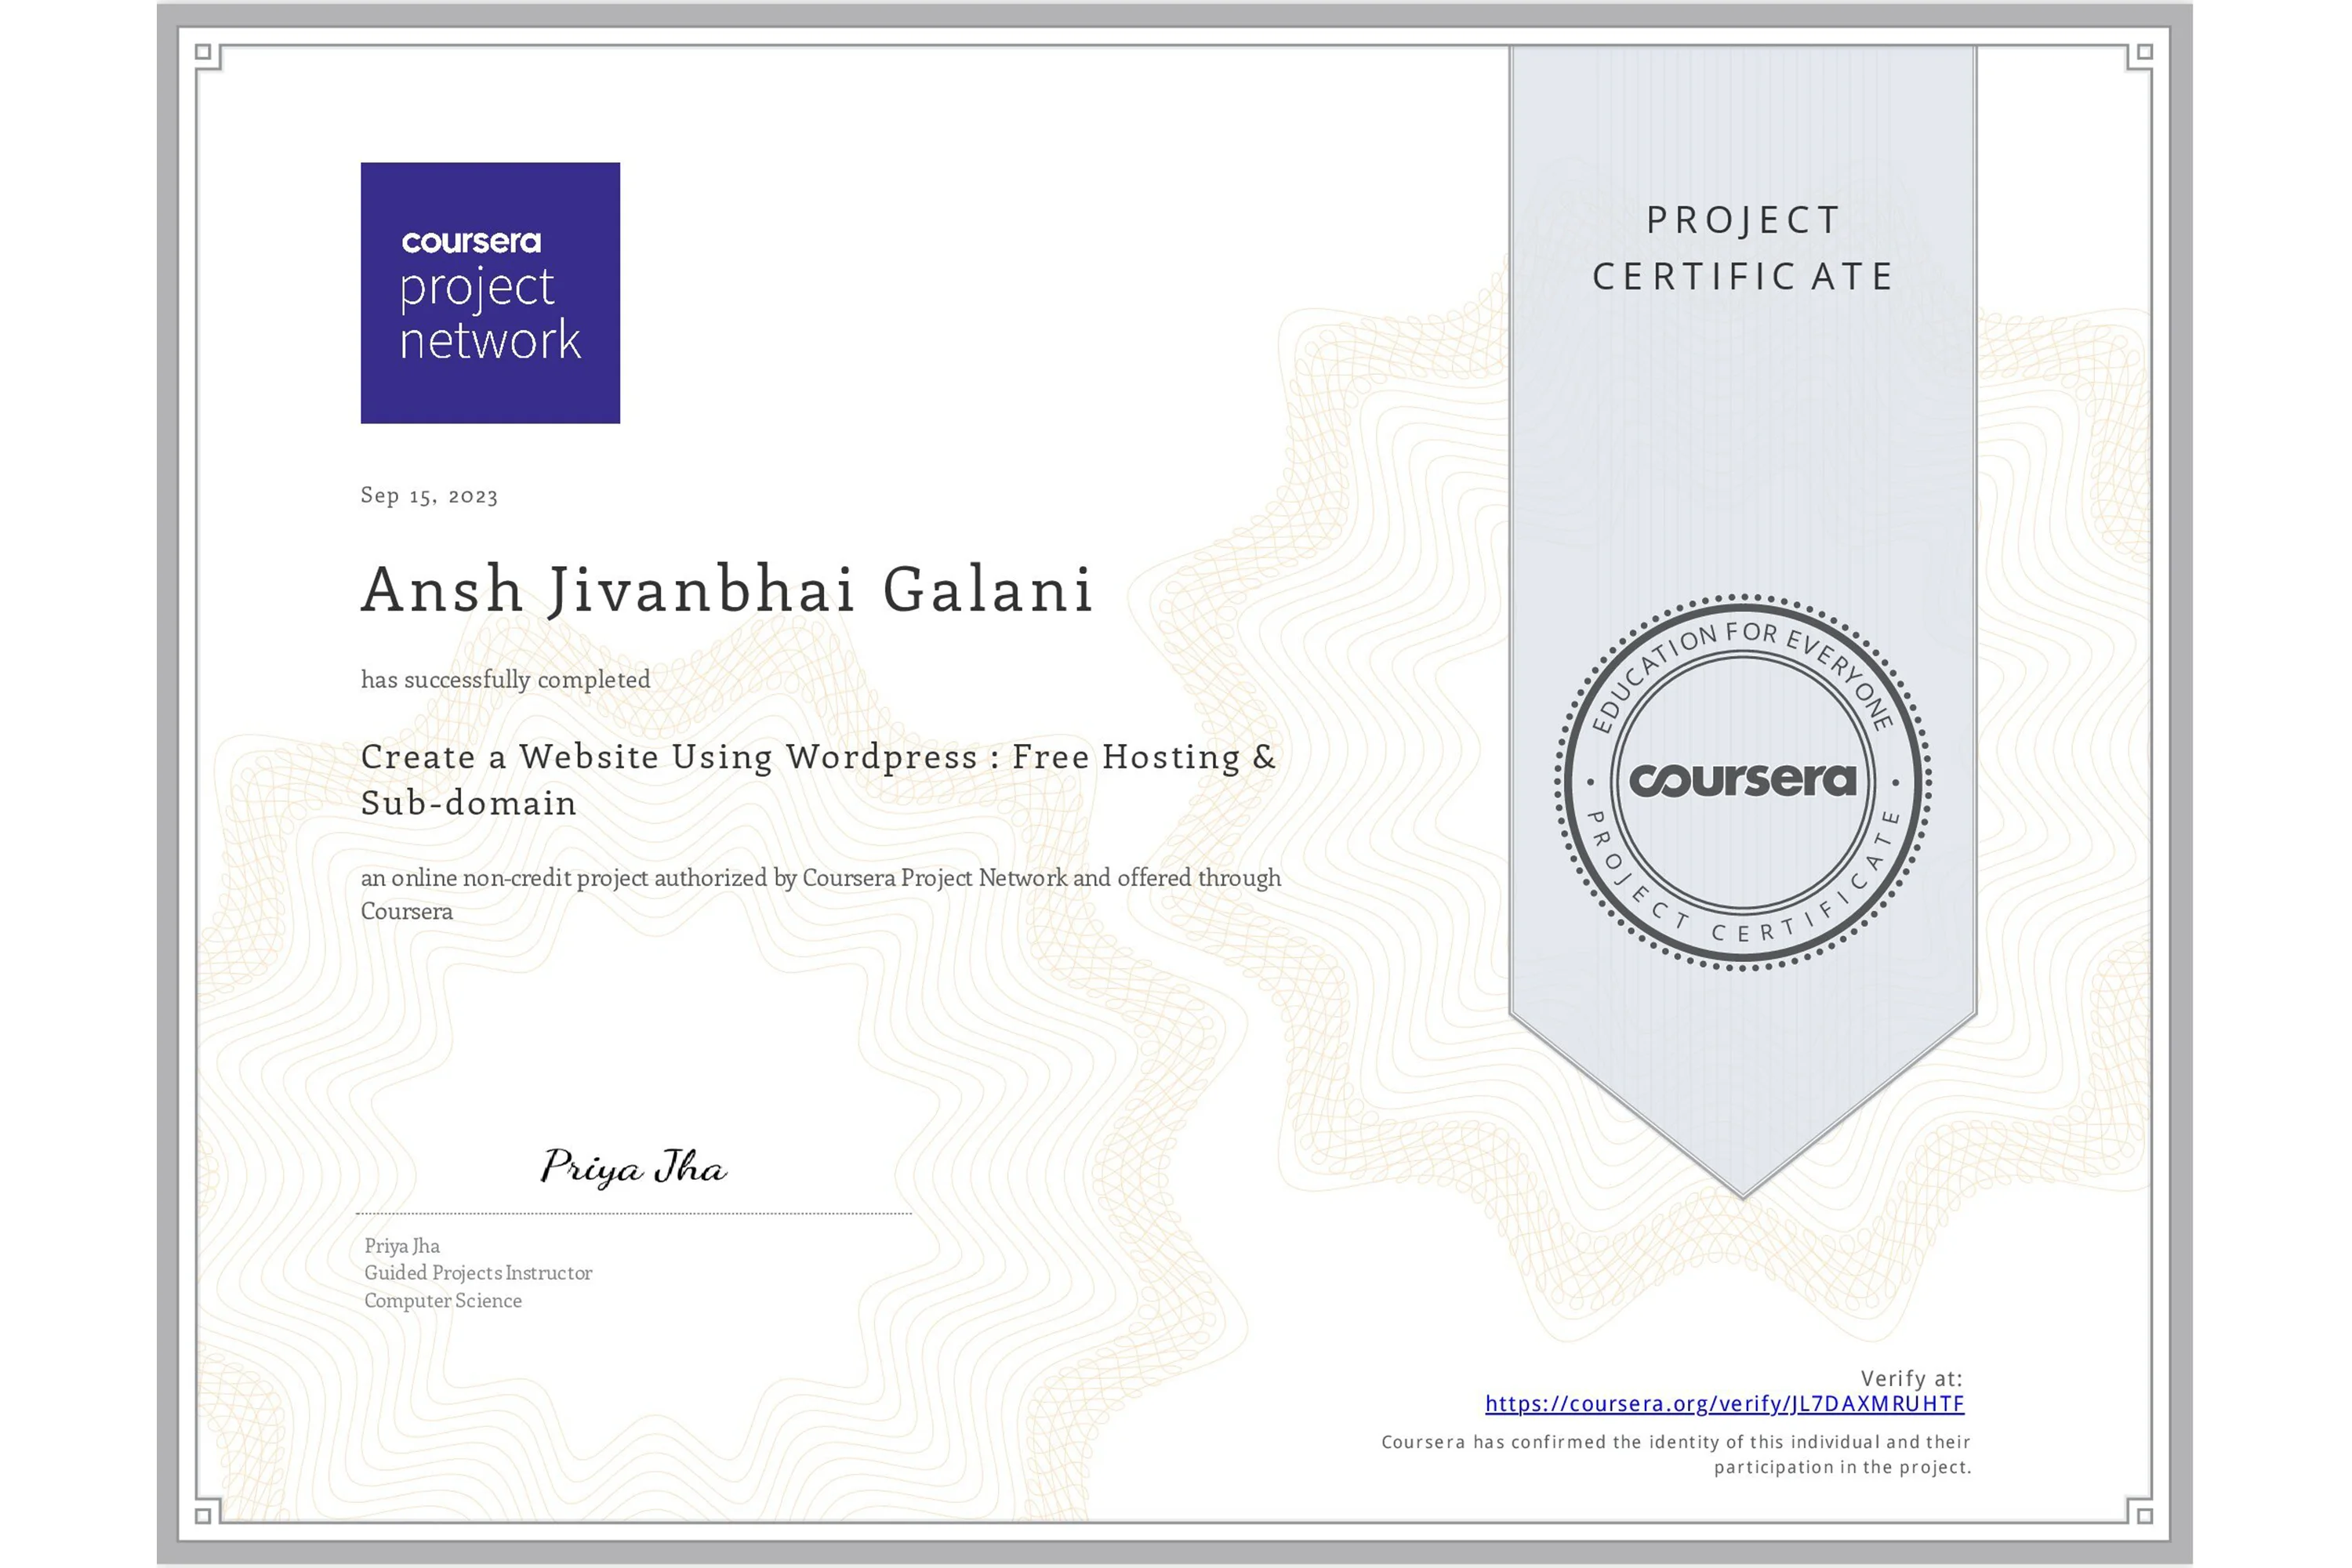 coursera
project
network
PROJECT
CERTIFIC ATE
Sep 15, 2023
Ansh Jivanbhai Galani
has successfully completed
Create a Website Using Wordpress : Free Hosting &
Sub-domain
an online non-credit project authorized by Coursera Project Network and offered through
Coursera
EDUCATION FOR EVERYONE
coursera
PROJECT CERTIFICATE
Priya Jha
Priya Jha
Guided Projects Instructor
Computer Science
Verify at:
https://coursera.org/verify/JL7DAXMRUHTF
Coursera has confirmed the identity of this individual and their
participation in the project.